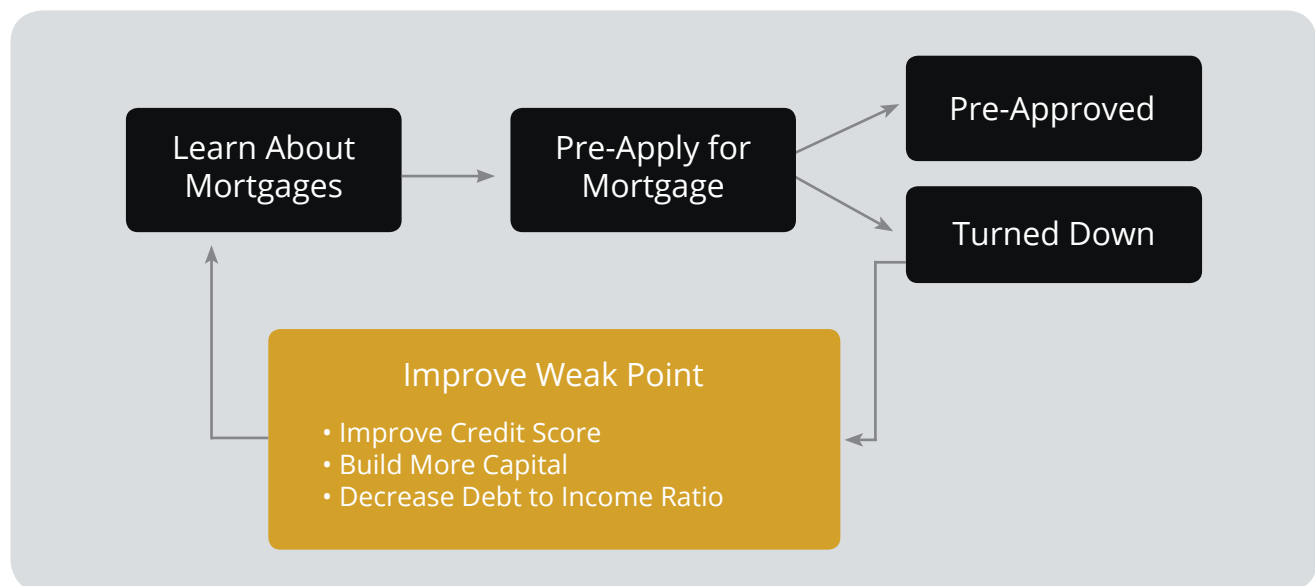 Learn About
Mortgages
Pre-Apply for
Mortgage
Pre-Approved
Turned Down
Improve Weak Point
• Improve Credit Score
• Build More Capital
• Decrease Debt to Income Ratio